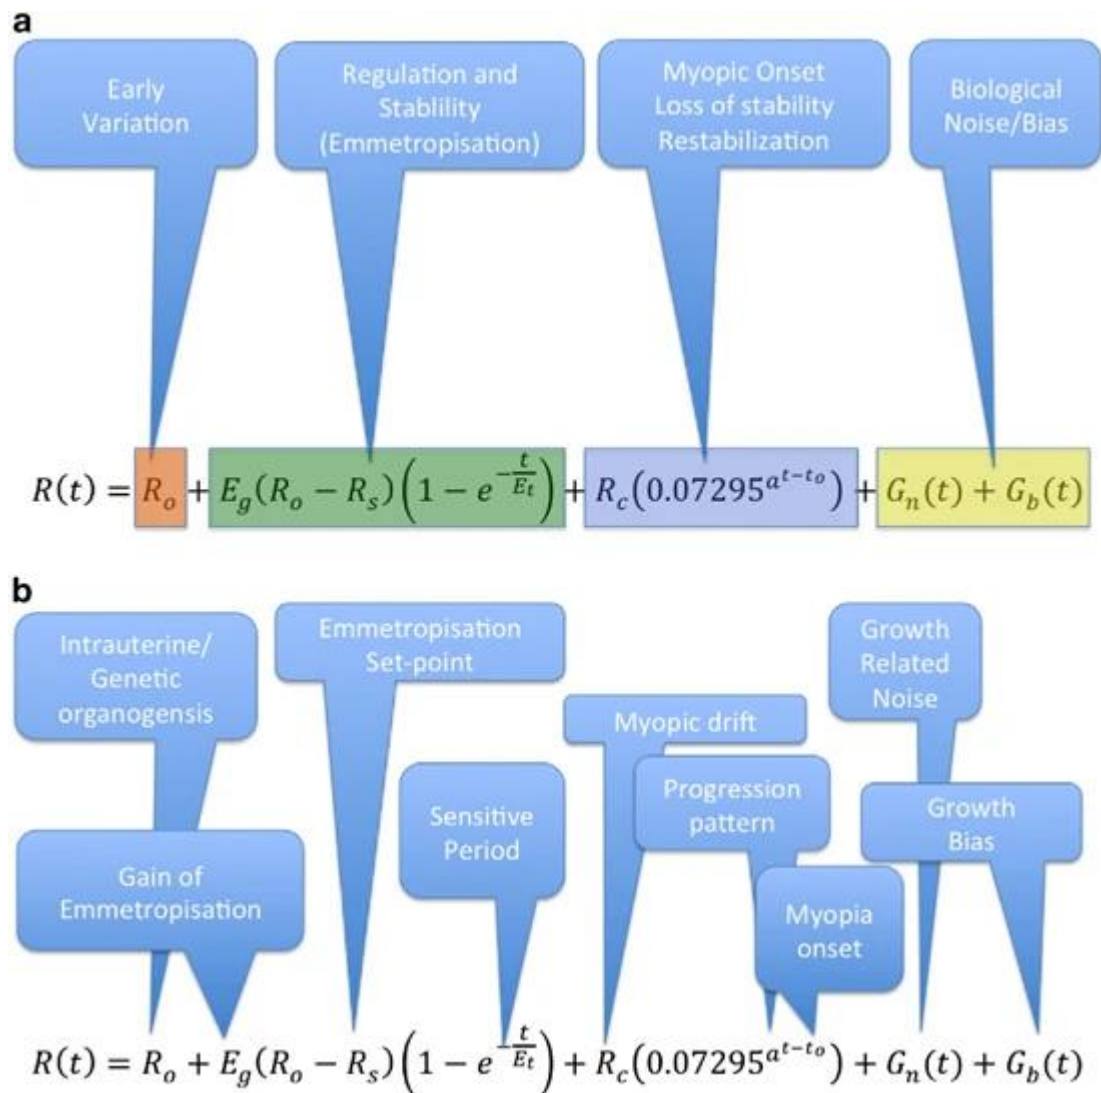 a
Early
Variation
Regulation and
Stablility
(Emmetropisation)
Myopic Onset
Loss of stability
Restabilization
Biological
Noise/Bias
R(t) = R_o + E_g(R_o − R_s)(1 − e^{−t/E_t}) + R_c(0.07295^{a^{t−t_o}}) + G_n(t) + G_b(t)
b
Intrauterine/
Genetic
organogensis
Emmetropisation
Set-point
Growth
Related
Noise
Myopic drift
Sensitive
Period
Progression
pattern
Growth
Bias
Gain of
Emmetropisation
Myopia
onset
R(t) = R_o + E_g(R_o − R_s)(1 − e^{−t/E_t}) + R_c(0.07295^{a^{t−t_o}}) + G_n(t) + G_b(t)